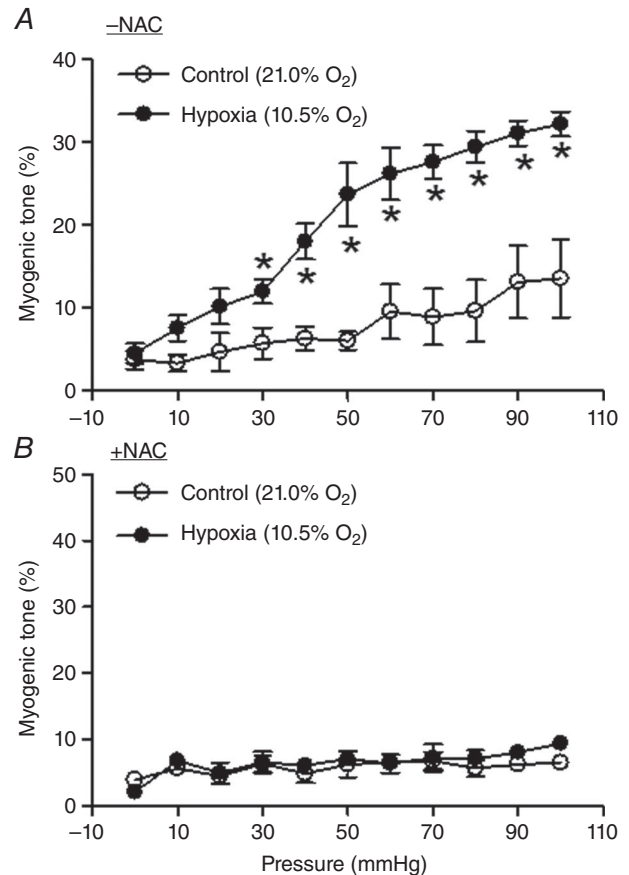 A
–NAC
Control (21.0% O₂)
Hypoxia (10.5% O₂)
Myogenic tone (%)
40
30
20
10
0
* * * * * * * *
–10 10 30 50 70 90 110
B
+NAC
Control (21.0% O₂)
Hypoxia (10.5% O₂)
Myogenic tone (%)
50
40
30
20
10
0
–10 10 30 50 70 90 110
Pressure (mmHg)